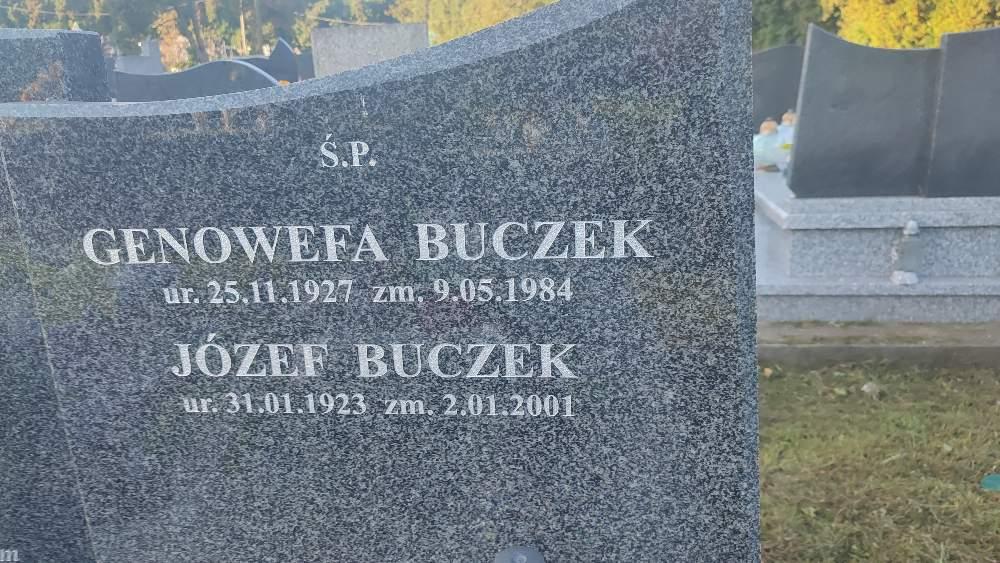 Ś.P.
GENOWEFA BUCZEK
ur. 25.11.1927 zm. 9.05.1984
JÓZEF BUCZEK
ur. 31.01.1923 zm. 2.01.2001